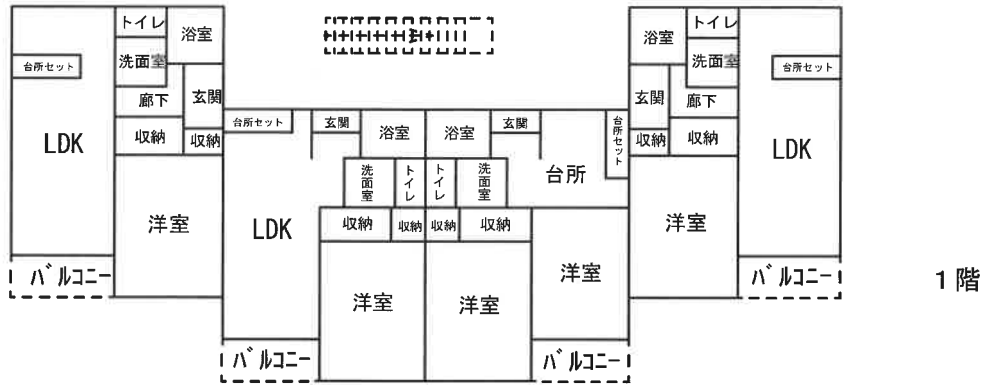 トイレ
浴室
台所セット
洗面室
廊下
玄関
収納
収納
LDK
洋室
バルコニー
台所セット
玄関
浴室
浴室
玄関
台所セット
洗面室
トイレ
トイレ
洗面室
台所
LDK
収納
収納
収納
収納
洋室
洋室
洋室
バルコニー
バルコニー
トイレ
浴室
洗面室
台所セット
玄関
廊下
収納
収納
LDK
洋室
バルコニー
1階